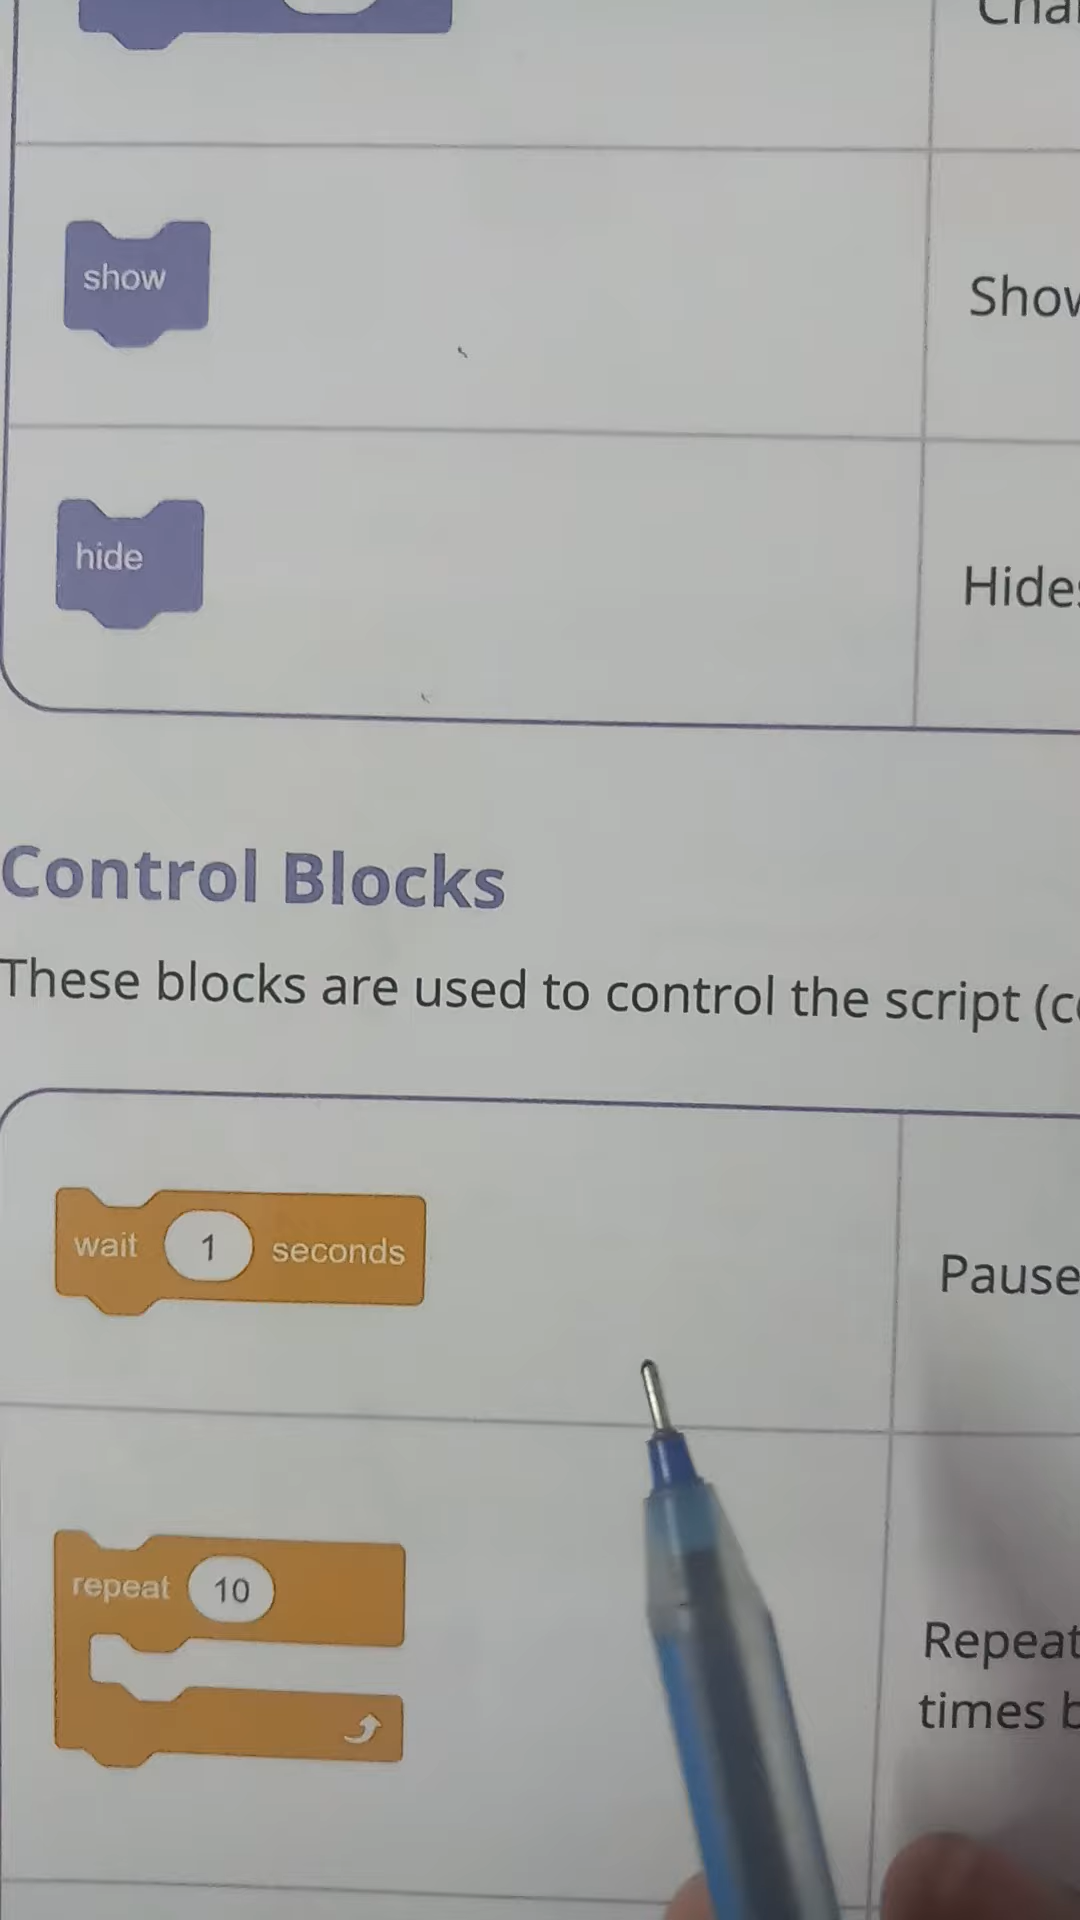 show
hide
Control Blocks
These blocks are used to control the script
wait 1 seconds
Pause
repeat 10
times